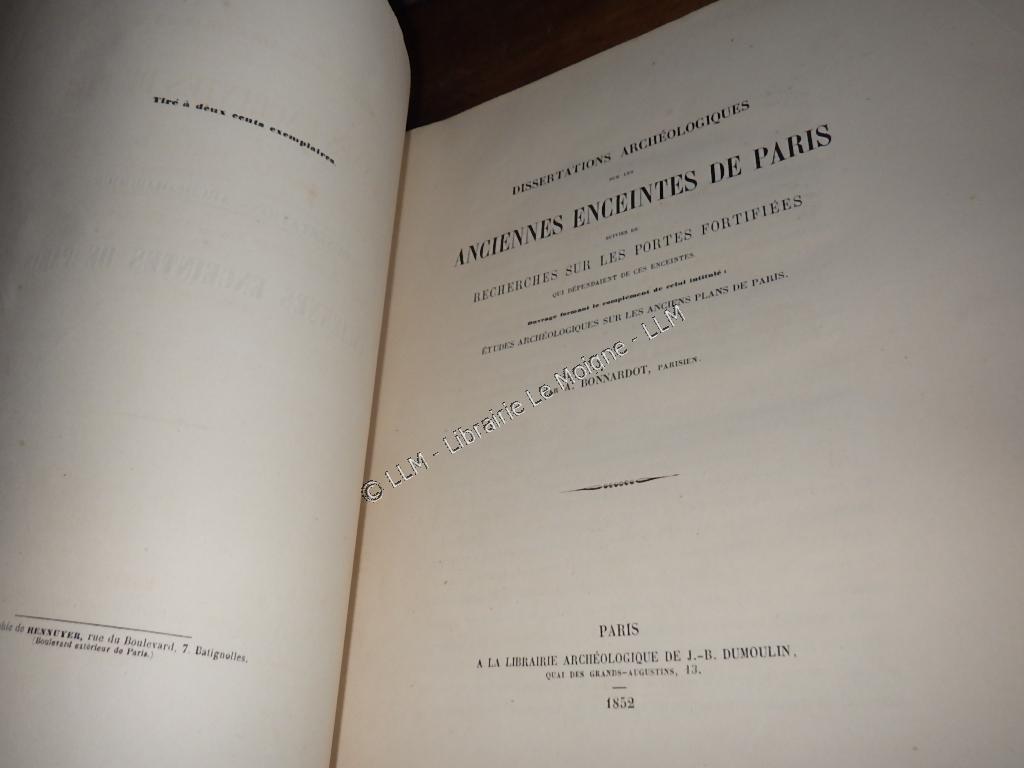 Tiré à deux cents exemplaires
de HENNUYER, rue du Boulevard, 7. Batignolles.
(Boulevard extérieur de Paris.)
DISSERTATIONS ARCHÉOLOGIQUES
SUR LES
ANCIENNES ENCEINTES DE PARIS
SUIVIES DE
RECHERCHES SUR LES PORTES FORTIFIÉES
QUI DÉPENDAIENT DE CES ENCEINTES.
Ouvrage formant le complément de celui intitulé :
ÉTUDES ARCHÉOLOGIQUES SUR LES ANCIENS PLANS DE PARIS.
BONNARDOT, PARISIEN.
© LLM - Librairie Le Moigne - LLM
PARIS
A LA LIBRAIRIE ARCHÉOLOGIQUE DE J.-B. DUMOULIN,
QUAI DES GRANDS-AUGUSTINS, 13.
1852